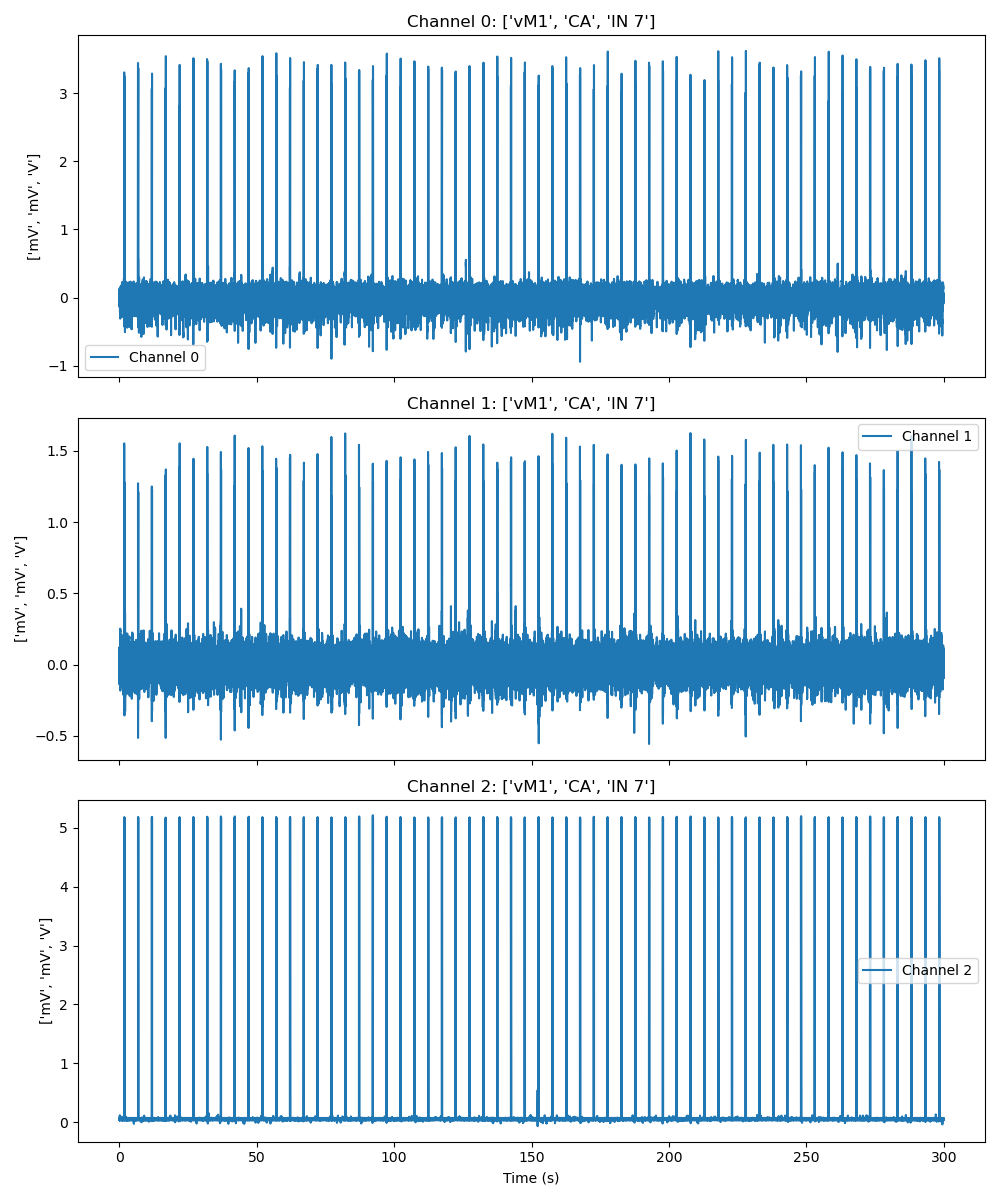 Channel 0: ['vM1', 'CA', 'IN 7']
['mV', 'mV', 'V']
3
2
1
0
−1
Channel 0
Channel 1: ['vM1', 'CA', 'IN 7']
['mV', 'mV', 'V']
1.5
1.0
0.5
0.0
−0.5
Channel 1
Channel 2: ['vM1', 'CA', 'IN 7']
['mV', 'mV', 'V']
5
4
3
2
1
0
Channel 2
0 50 100 150 200 250 300
Time (s)